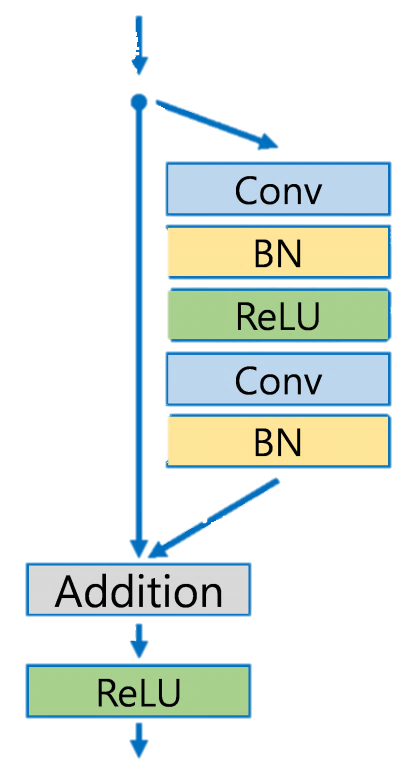 Conv
BN
ReLU
Conv
BN
Addition
ReLU